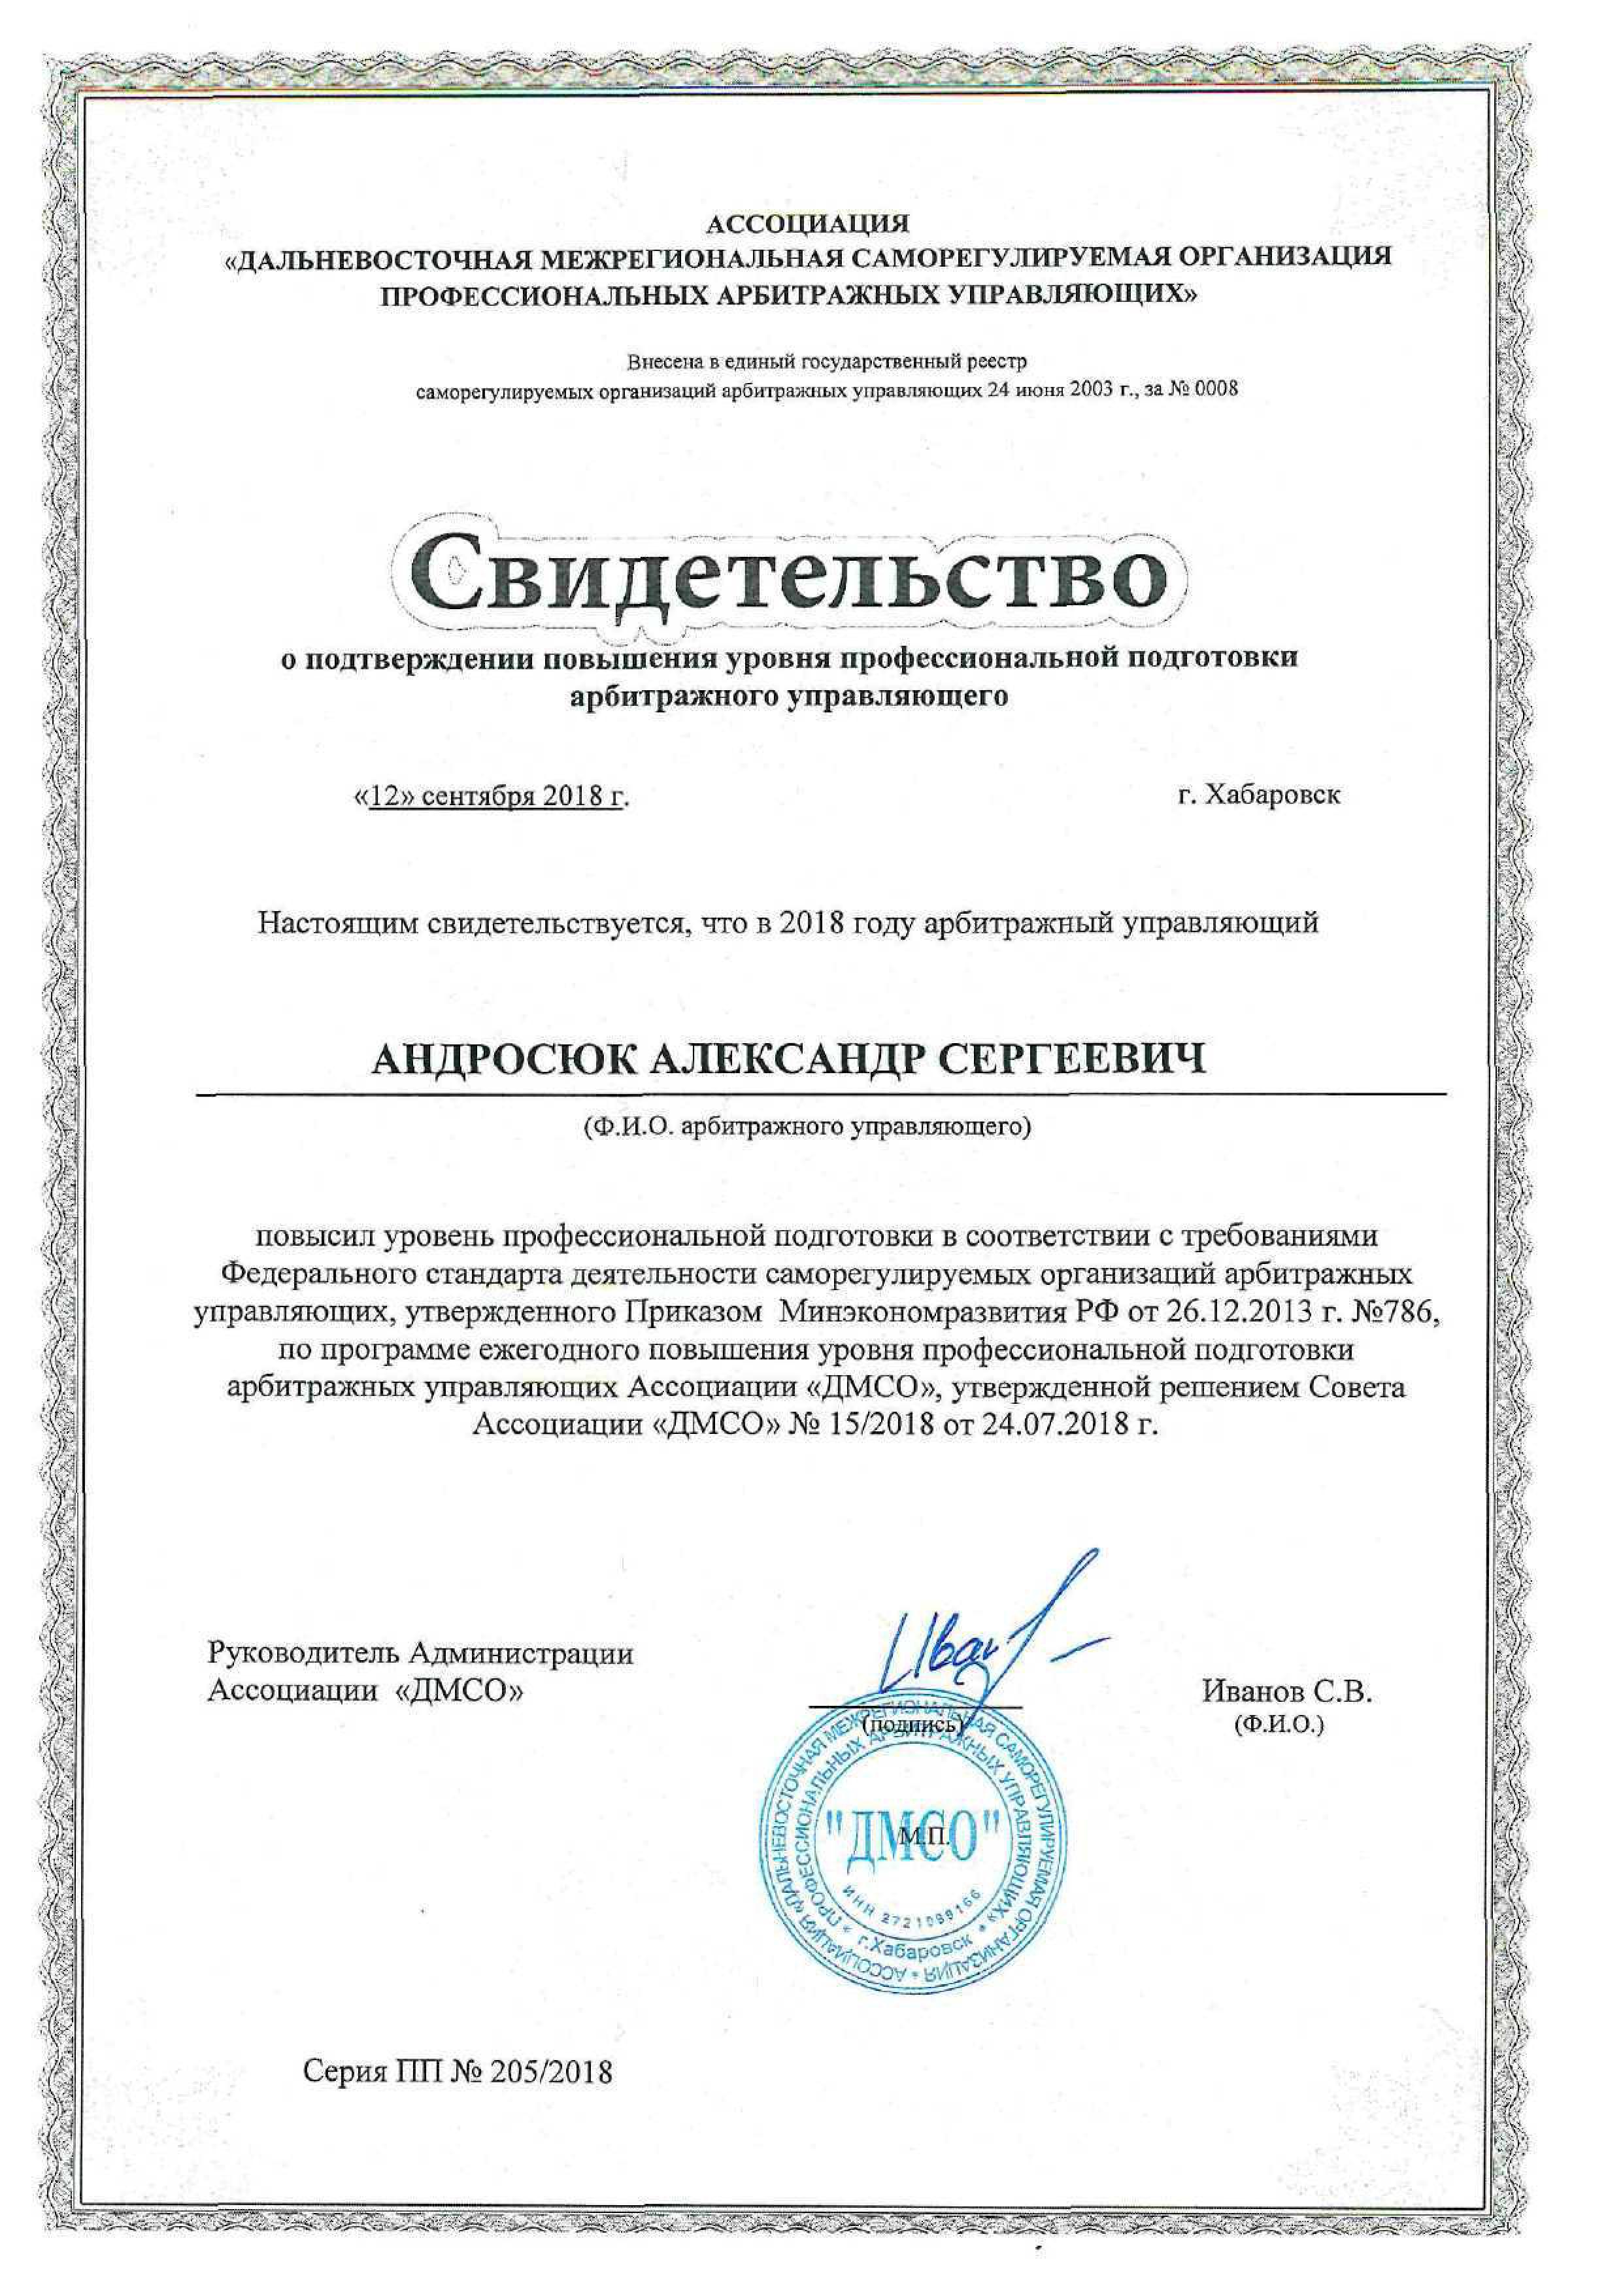 АССОЦИАЦИЯ
«ДАЛЬНЕВОСТОЧНАЯ МЕЖРЕГИОНАЛЬНАЯ САМОРЕГУЛИРУЕМАЯ ОРГАНИЗАЦИЯ
ПРОФЕССИОНАЛЬНЫХ АРБИТРАЖНЫХ УПРАВЛЯЮЩИХ»
Внесена в единый государственный реестр
саморегулируемых организаций арбитражных управляющих 24 июня 2003 г., за № 0008
Свидетельство
о подтверждении повышения уровня профессиональной подготовки
арбитражного управляющего
«12» сентября 2018 г. г. Хабаровск
Настоящим свидетельствуется, что в 2018 году арбитражный управляющий
АНДРОСЮК АЛЕКСАНДР СЕРГЕЕВИЧ
(Ф.И.О. арбитражного управляющего)
повысил уровень профессиональной подготовки в соответствии с требованиями
Федерального стандарта деятельности саморегулируемых организаций арбитражных
управляющих, утвержденного Приказом Минэкономразвития РФ от 26.12.2013 г. №786,
по программе ежегодного повышения уровня профессиональной подготовки
арбитражных управляющих Ассоциации «ДМСО», утвержденной решением Совета
Ассоциации «ДМСО» № 15/2018 от 24.07.2018 г.
Руководитель Администрации
Ассоциации «ДМСО» Иванов С.В.
(подпись) (Ф.И.О.)
АССОЦИАЦИЯ «ДАЛЬНЕВОСТОЧНАЯ МЕЖРЕГИОНАЛЬНАЯ САМОРЕГУЛИРУЕМАЯ ОРГАНИЗАЦИЯ
ПРОФЕССИОНАЛЬНЫХ АРБИТРАЖНЫХ УПРАВЛЯЮЩИХ»
"ДМСО"
М.П.
ИНН
г.Хабаровск
Серия ПП № 205/2018